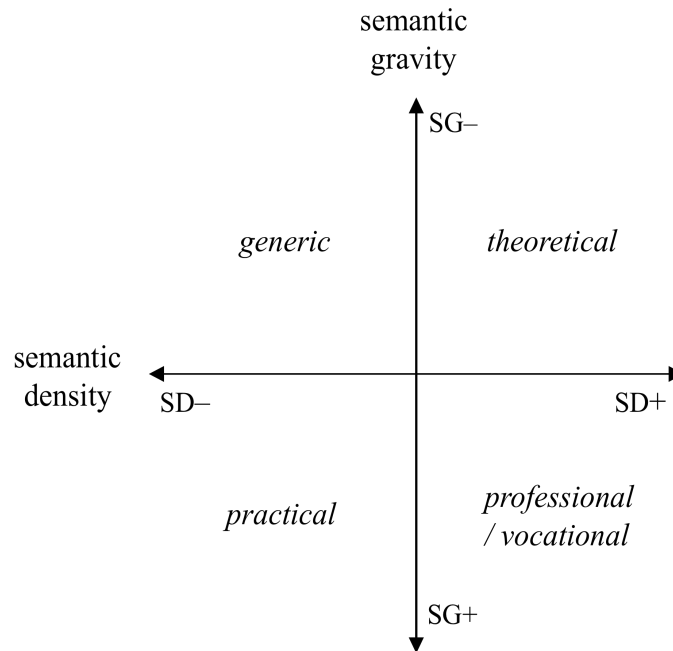 semantic
gravity
SG–
generic
theoretical
semantic
density
SD–
SD+
practical
professional
/ vocational
SG+